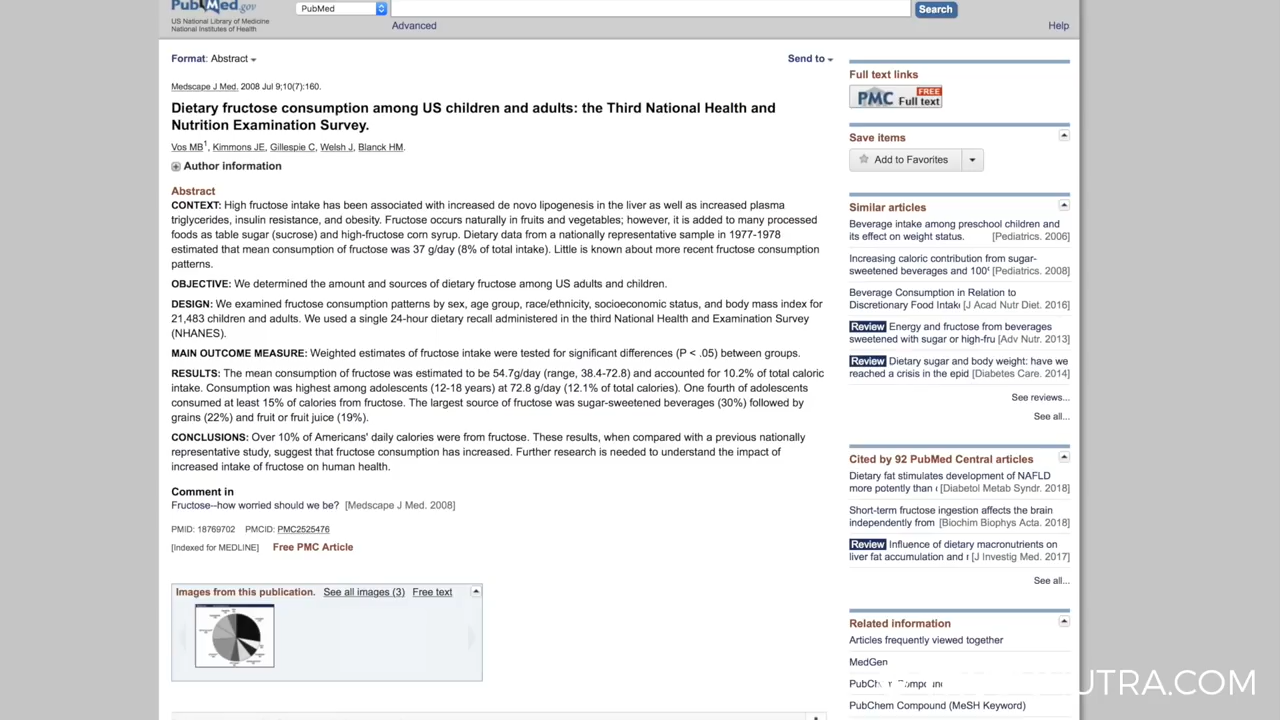 PubMed.gov
US National Library of Medicine
National Institutes of Health
PubMed
Search
Advanced
Help
Format: Abstract
Send to
Medscape J Med. 2008 Jul 9;10(7):160.
Dietary fructose consumption among US children and adults: the Third National Health and
Nutrition Examination Survey.
Vos MB1, Kimmons JE, Gillespie C, Welsh J, Blanck HM.
Author information
Abstract
CONTEXT: High fructose intake has been associated with increased de novo lipogenesis in the liver as well as increased plasma
triglycerides, insulin resistance, and obesity. Fructose occurs naturally in fruits and vegetables; however, it is added to many processed
foods as table sugar (sucrose) and high-fructose corn syrup. Dietary data from a nationally representative sample in 1977-1978
estimated that mean consumption of fructose was 37 g/day (8% of total intake). Little is known about more recent fructose consumption
patterns.
OBJECTIVE: We determined the amount and sources of dietary fructose among US adults and children.
DESIGN: We examined fructose consumption patterns by sex, age group, race/ethnicity, socioeconomic status, and body mass index for
21,483 children and adults. We used a single 24-hour dietary recall administered in the third National Health and Examination Survey
(NHANES).
MAIN OUTCOME MEASURE: Weighted estimates of fructose intake were tested for significant differences (P < .05) between groups.
RESULTS: The mean consumption of fructose was estimated to be 54.7g/day (range, 38.4-72.8) and accounted for 10.2% of total caloric
intake. Consumption was highest among adolescents (12-18 years) at 72.8 g/day (12.1% of total calories). One fourth of adolescents
consumed at least 15% of calories from fructose. The largest source of fructose was sugar-sweetened beverages (30%) followed by
grains (22%) and fruit or fruit juice (19%).
CONCLUSIONS: Over 10% of Americans' daily calories were from fructose. These results, when compared with a previous nationally
representative study, suggest that fructose consumption has increased. Further research is needed to understand the impact of
increased intake of fructose on human health.
Comment in
Fructose--how worried should we be? [Medscape J Med. 2008]
PMID: 18769702 PMCID: PMC2525476
[Indexed for MEDLINE] Free PMC Article
Images from this publication. See all images (3) Free text
Full text links
PMC FREE Full text
Save items
Add to Favorites
Similar articles
Beverage intake among preschool children and
its effect on weight status. [Pediatrics. 2006]
Increasing caloric contribution from sugar-
sweetened beverages and 100 [Pediatrics. 2008]
Beverage Consumption in Relation to
Discretionary Food Intake [J Acad Nutr Diet. 2016]
Review Energy and fructose from beverages
sweetened with sugar or high-fru [Adv Nutr. 2013]
Review Dietary sugar and body weight: have we
reached a crisis in the epid [Diabetes Care. 2014]
See reviews...
See all...
Cited by 92 PubMed Central articles
Dietary fat stimulates development of NAFLD
more potently than [Diabetol Metab Syndr. 2018]
Short-term fructose ingestion affects the brain
independently from [Biochim Biophys Acta. 2018]
Review Influence of dietary macronutrients on
liver fat accumulation and [J Investig Med. 2017]
See all...
Related information
Articles frequently viewed together
MedGen
UTRA.COM
PubChem Compound (MeSH Keyword)